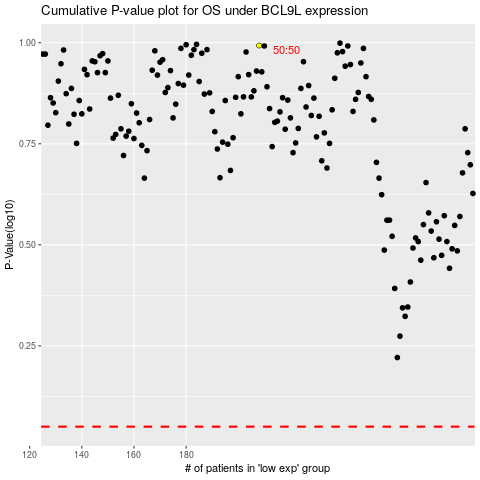 Cumulative P-value plot for OS under BCL9L expression
P-Value(log10)
1.00
0.75
0.50
0.25
50:50
120 125 140 160 180
# of patients in 'low exp' group